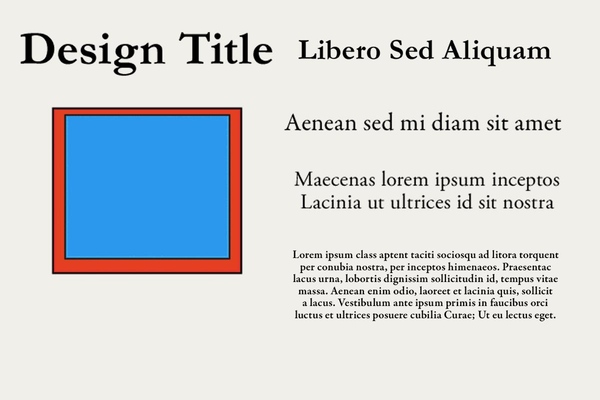 Design Title
Libero Sed Aliquam
Aenean sed mi diam sit amet
Maecenas lorem ipsum inceptos
Lacinia ut ultrices id sit nostra
Lorem ipsum class aptent taciti sociosqu ad litora torquent
per conubia nostra, per inceptos himenaeos. Praesentac
lacus urna, lobortis dignissim sollicitudin id, tempus vitae
massa. Aenean enim odio, laoreet et lacinia quis, sollicit
a lacus. Vestibulum ante ipsum primis in faucibus orci
luctus et ultrices posuere cubilia Curae; Ut eu lectus eget.